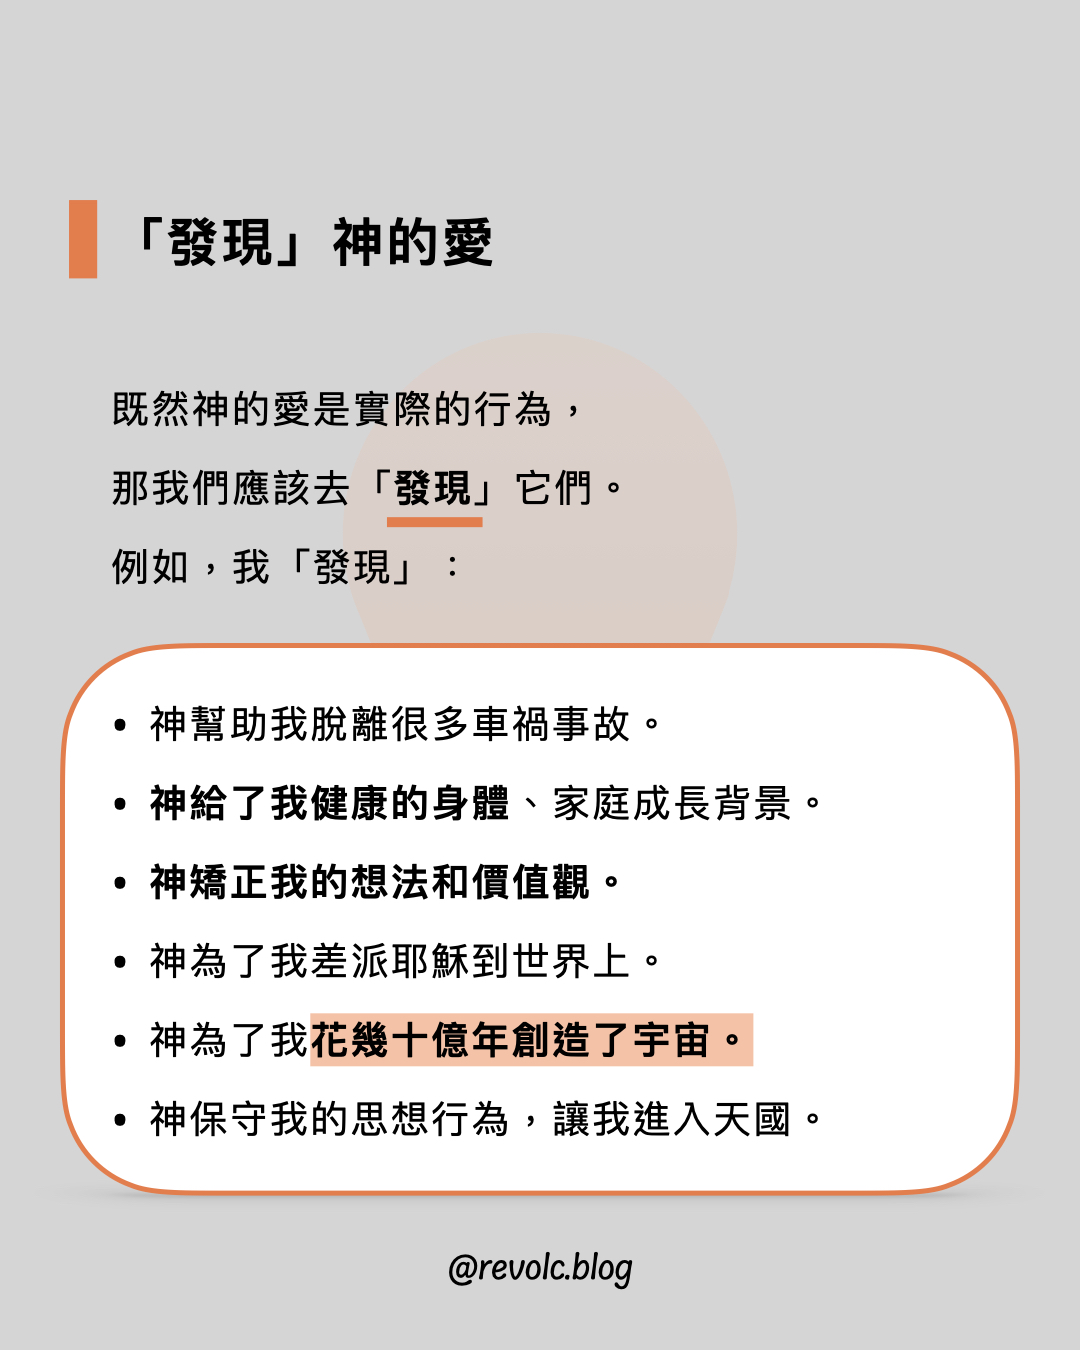 「發現」神的愛
既然神的愛是實際的行為，
那我們應該去「發現」它們。
例如，我「發現」：
• 神幫助我脫離很多車禍事故。
• 神給了我健康的身體、家庭成長背景。
• 神矯正我的想法和價值觀。
• 神為了我差派耶穌到世界上。
• 神為了我花幾十億年創造了宇宙。
• 神保守我的思想行為，讓我進入天國。
@revolc.blog